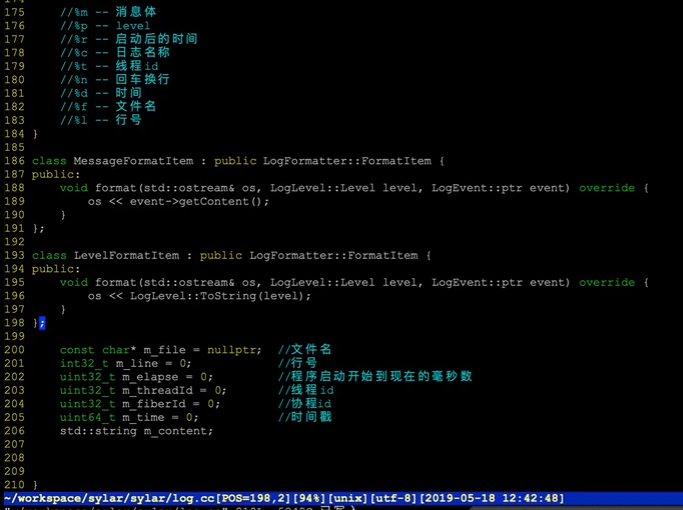 175     //%m -- 消息体
176     //%p -- level
177     //%r -- 启动后的时间
178     //%c -- 日志名称
179     //%t -- 线程id
180     //%n -- 回车换行
181     //%d -- 时间
182     //%f -- 文件名
183     //%l -- 行号
184 }
185
186 class MessageFormatItem : public LogFormatter::FormatItem {
187 public:
188     void format(std::ostream& os, LogLevel::Level level, LogEvent::ptr event) override {
189         os << event->getContent();
190     }
191 };
192
193 class LevelFormatItem : public LogFormatter::FormatItem {
194 public:
195     void format(std::ostream& os, LogLevel::Level level, LogEvent::ptr event) override {
196         os << LogLevel::ToString(level);
197     }
198 };
199
200     const char* m_file = nullptr;  //文件名
201     int32_t m_line = 0;            //行号
202     uint32_t m_elapse = 0;         //程序启动开始到现在的毫秒数
203     uint32_t m_threadId = 0;       //线程id
204     uint32_t m_fiberId = 0;        //协程id
205     uint64_t m_time = 0;           //时间戳
206     std::string m_content;
207
208
209
210 }
~/workspace/sylar/sylar/log.cc[POS=198,2][94%][unix][utf-8][2019-05-18 12:42:48]